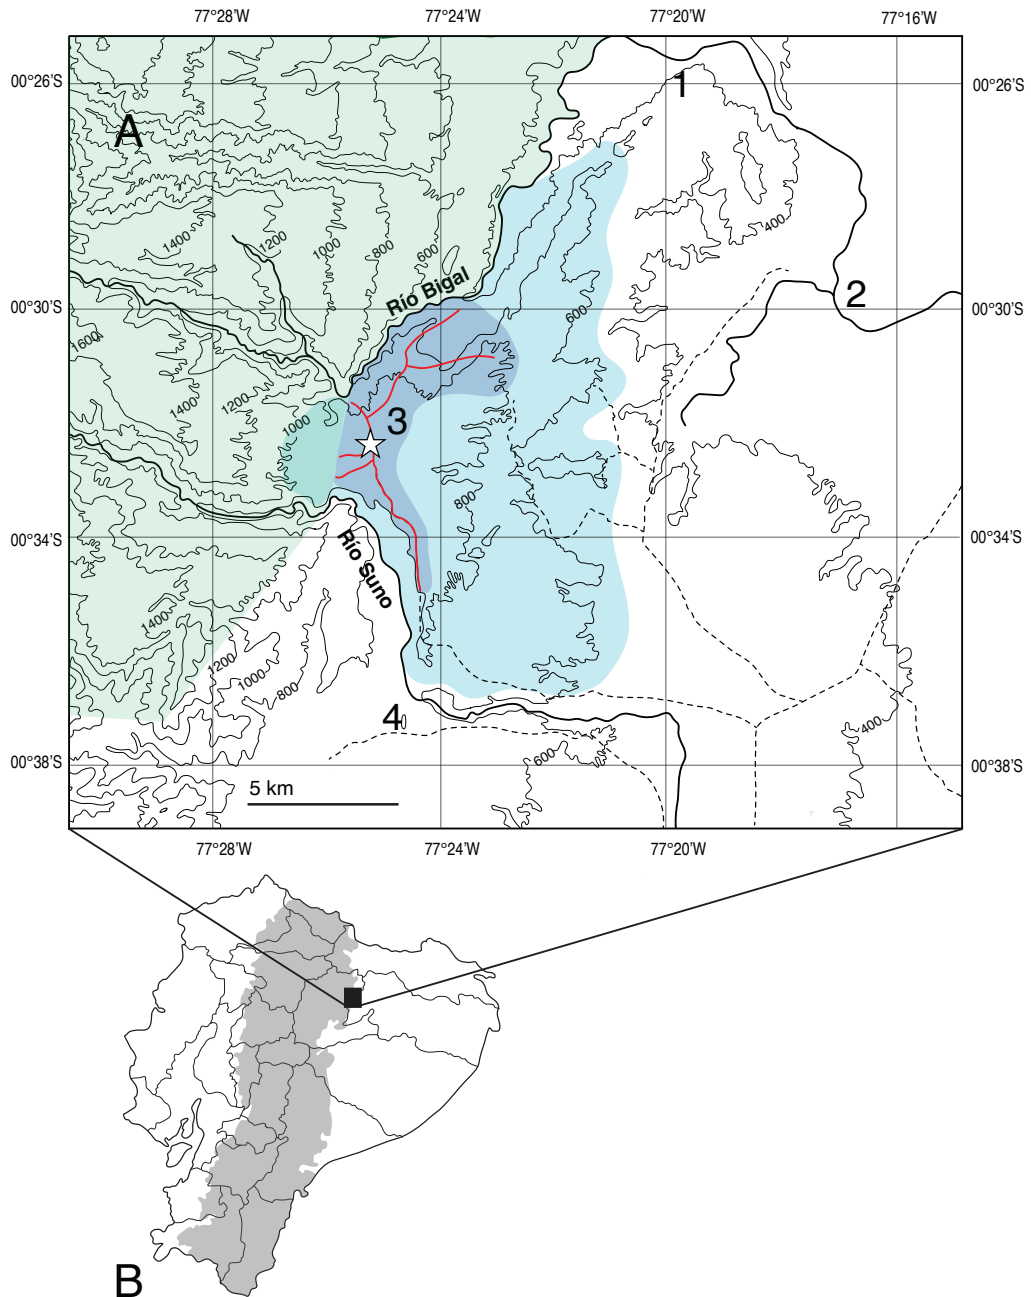 77°28'W 77°24'W 77°20'W 77°16'W
00°26'S 00°26'S
1
A
1400 1200 1000 800 600 400
Río Bigal
00°30'S 2 00°30'S
600
1600
1400 1200 1000
3
800
00°34'S 00°34'S
Río Suno
1400
1200
1000
800
4
400
600
00°38'S 00°38'S
5 km
77°28'W 77°24'W 77°20'W
B